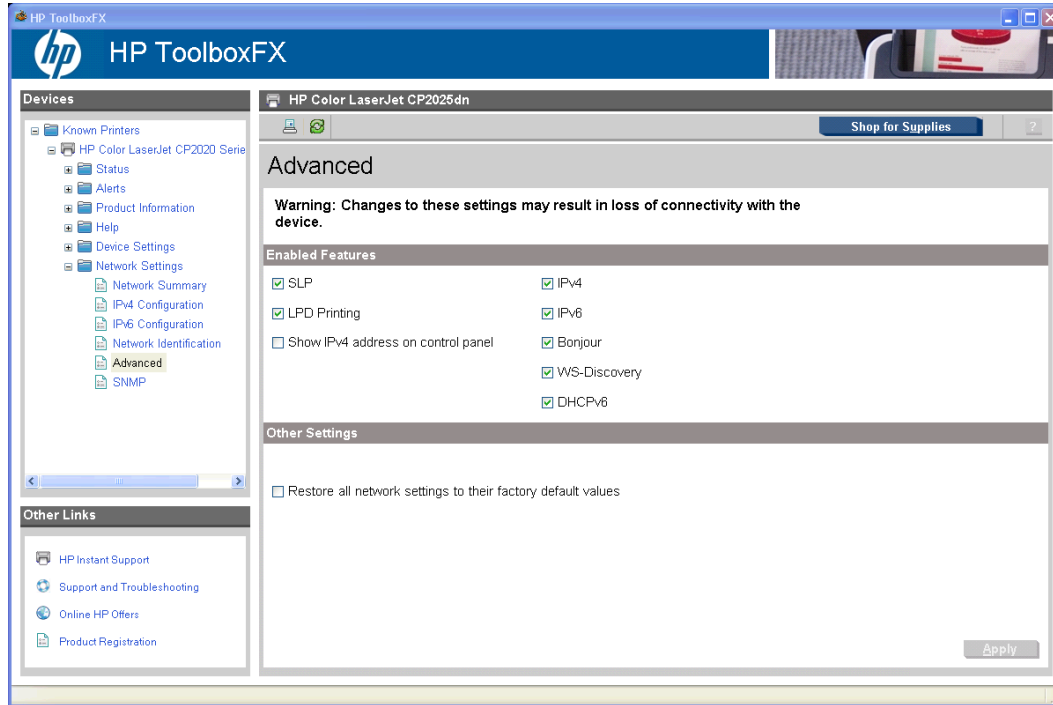 HP ToolboxFX
hp
HP ToolboxFX
Devices
Known Printers
HP Color LaserJet CP2020 Serie
Status
Alerts
Product Information
Help
Device Settings
Network Settings
Network Summary
IPv4 Configuration
IPv6 Configuration
Network Identification
Advanced
SNMP
Other Links
HP Instant Support
Support and Troubleshooting
Online HP Offers
Product Registration
HP Color LaserJet CP2025dn
Shop for Supplies
?
Advanced
Warning: Changes to these settings may result in loss of connectivity with the
device.
Enabled Features
SLP
LPD Printing
Show IPv4 address on control panel
IPv4
IPv6
Bonjour
WS-Discovery
DHCPv6
Other Settings
Restore all network settings to their factory default values
Apply